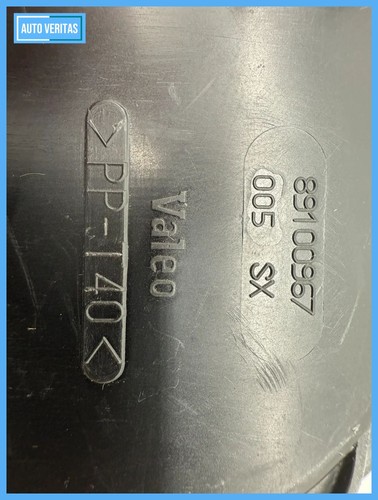 AUTO VERITAS
>PP-T40<
Valeo
89100967
005 SX